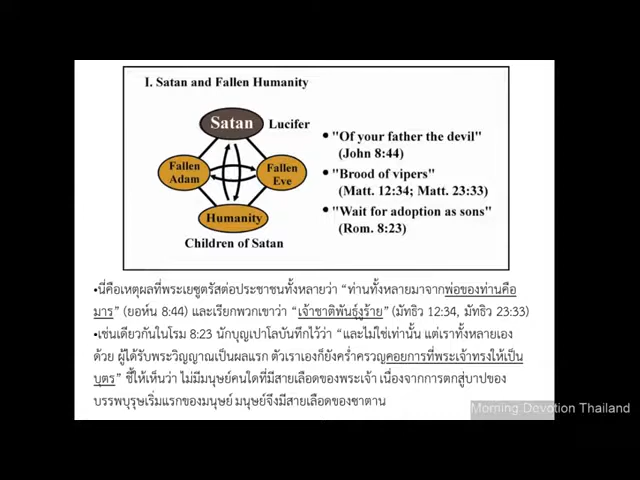 I. Satan and Fallen Humanity
Satan
Lucifer
Fallen
Adam
Fallen
Eve
Humanity
Children of Satan
• "Of your father the devil"
(John 8:44)
• "Brood of vipers"
(Matt. 12:34; Matt. 23:33)
• "Wait for adoption as sons"
(Rom. 8:23)
•นี่คือเหตุผลที่พระเยซูตรัสต่อประชาชนทั้งหลายว่า “ท่านทั้งหลายมาจากพ่อของท่านคือ
มาร” (ยอห์น 8:44) และเรียกพวกเขาว่า “เจ้าชาติพันธุ์งูร้าย” (มัทธิว 12:34, มัทธิว 23:33)
•เช่นเดียวกันในโรม 8:23 นักบุญเปาโลบันทึกไว้ว่า “และไม่ใช่เท่านั้น แต่เราทั้งหลายเอง
ด้วย ผู้ได้รับพระวิญญาณเป็นผลแรก ตัวเราเองก็ยังคร่ำครวญคอยการที่พระเจ้าทรงให้เป็น
บุตร” ชี้ให้เห็นว่า ไม่มีมนุษย์คนใดที่มีสายเลือดของพระเจ้า เนื่องจากการตกสู่บาปของ
บรรพบุรุษเริ่มแรกของมนุษย์ มนุษย์จึงมีสายเลือดของซาตาน
Morning Devotion Thailand